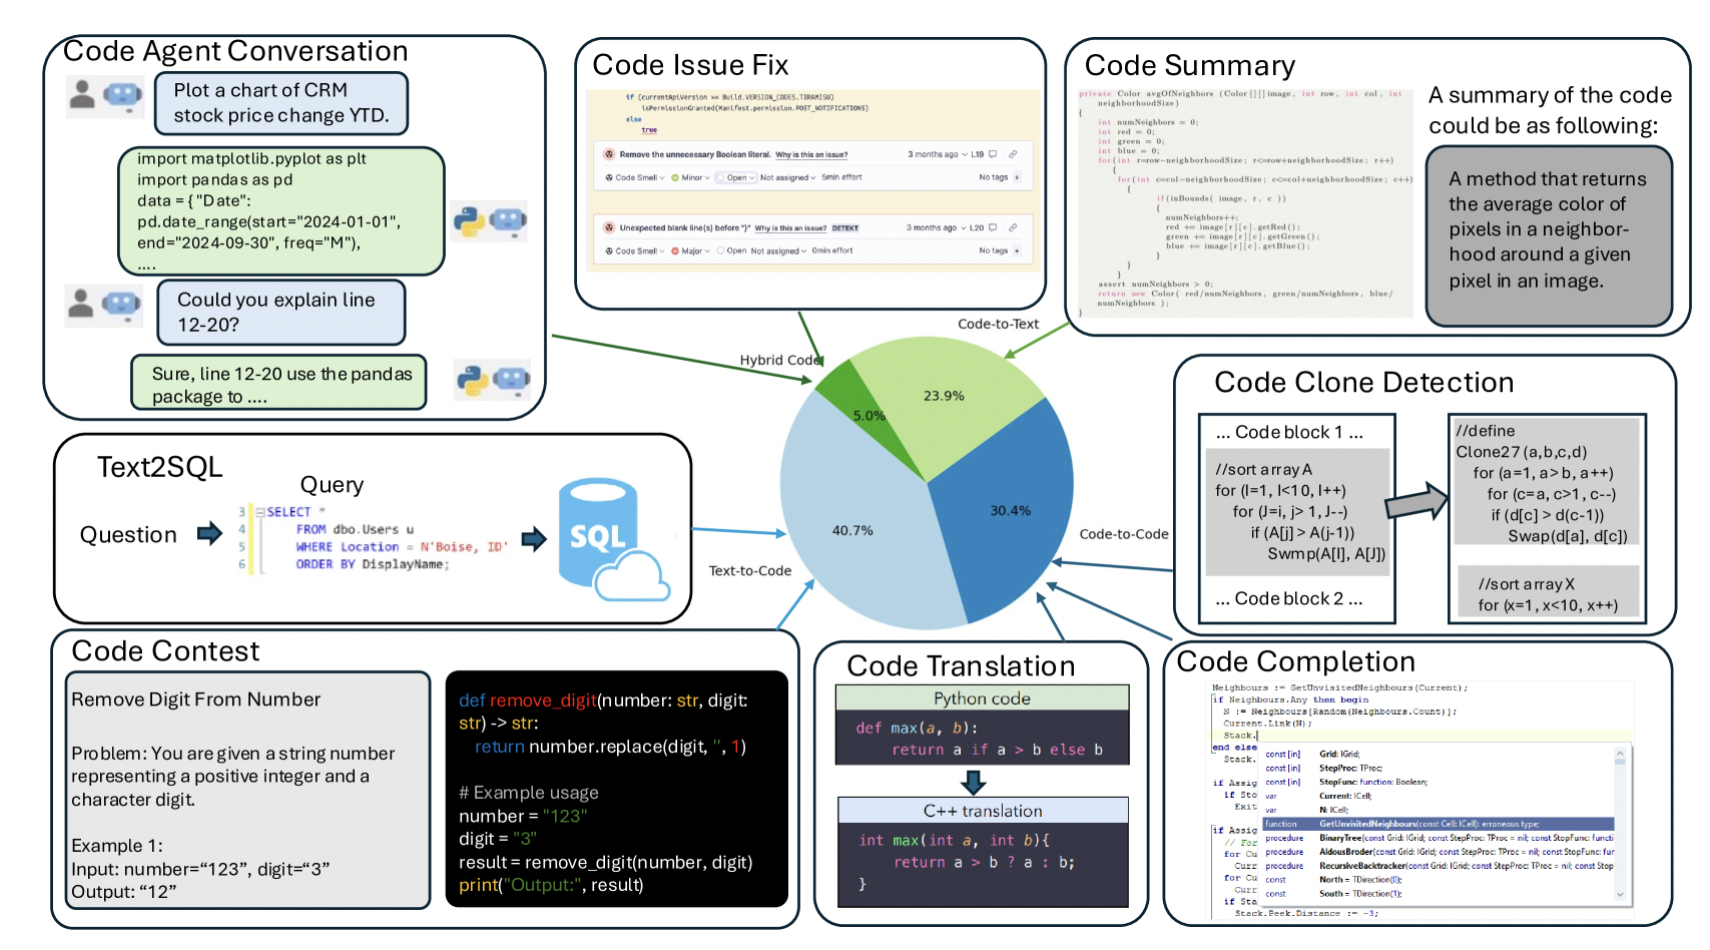 Code Agent Conversation
Plot a chart of CRM
stock price change YTD.
import matplotlib.pyplot as plt
import pandas as pd
data = { "Date":
pd.date_range(start="2024-01-01",
end="2024-09-30", freq="M"),
....
Could you explain line
12-20?
Sure, line 12-20 use the pandas
package to ....
Code Issue Fix
if (currentApiVersion >= Build.VERSION_CODES.TIRAMISU)
isPermissionGranted(Manifest.permission.POST_NOTIFICATIONS)
else
true
Remove the unnecessary Boolean literal. Why is this an issue? 3 months ago L19
Code Smell Minor Open Not assigned 5min effort No tags
Unexpected blank line(s) before "}" Why is this an issue? DETEKT 3 months ago L20
Code Smell Major Open Not assigned 0min effort No tags
Code Summary
private Color avgOfNeighbors (Color[][] image, int row, int col, int
neighborhoodSize)
{
int numNeighbors = 0;
int red = 0;
int green = 0;
int blue = 0;
for(int r=row-neighborhoodSize; r<=row+neighborhoodSize; r++)
{
for(int c=col-neighborhoodSize; c<=col+neighborhoodSize; c++)
{
if(inBounds( image, r, c ))
{
numNeighbors++;
red += image[r][c].getRed();
green += image[r][c].getGreen();
blue += image[r][c].getBlue();
}
}
}
assert numNeighbors > 0;
return new Color( red/numNeighbors, green/numNeighbors, blue/
numNeighbors );
}
A summary of the code
could be as following:
A method that returns
the average color of
pixels in a neighbor-
hood around a given
pixel in an image.
Code-to-Text
Hybrid Code
23.9%
5.0%
30.4%
40.7%
Code-to-Code
Text-to-Code
Text2SQL
Query
Question
3 SELECT *
4 FROM dbo.Users u
5 WHERE Location = N'Boise, ID'
6 ORDER BY DisplayName;
SQL
Code Clone Detection
... Code block 1 ...
//sort array A
for (I=1, I<10, I++)
for (J=i, j> 1, J--)
if (A[j] > A(j-1))
Swmp(A[I], A[J])
... Code block 2 ...
//define
Clone27 (a,b,c,d)
for (a=1, a> b, a++)
for (c=a, c>1 , c--)
if (d[c] > d(c-1))
Swap(d[a], d[c])
//sort array X
for (x=1, x<10, x++)
Code Contest
Remove Digit From Number
Problem: You are given a string number
representing a positive integer and a
character digit.
Example 1:
Input: number=“123”, digit=“3”
Output: “12”
def remove_digit(number: str, digit:
str) -> str:
return number.replace(digit, '', 1)
# Example usage
number = "123"
digit = "3"
result = remove_digit(number, digit)
print("Output:", result)
Code Translation
Python code
def max(a, b):
return a if a > b else b
C++ translation
int max(int a, int b){
return a > b ? a : b;
}
Code Completion
Neighbours := GetUnvisitedNeighbours(Current);
if Neighbours.Any then begin
N := Neighbours[Random(Neighbours.Count)];
Current.Link(N);
Stack.
end else
Stack.
const [in] Grid: IGrid;
const [in] StepProc: TProc;
if Assig const [in] StopFunc: function: Boolean;
if Sto var Current: ICell;
Exit var N: ICell;
function GetUnvisitedNeighbours(const Cell: ICell): erroneous type;
if Assig procedure BinaryTree(const Grid: IGrid; const StepProc: TProc = nil; const StopFunc: functi
// For procedure AldousBroder(const Grid: IGrid; const StepProc: TProc = nil; const StopFunc: fur
for Cu
Curr procedure RecursiveBacktracker(const Grid: IGrid; const StepProc: TProc = nil; const Stop
for Cu const North = TDirection(0);
Curr const South = TDirection(1);
if Sta
Stack.Peek.Distance := -3;